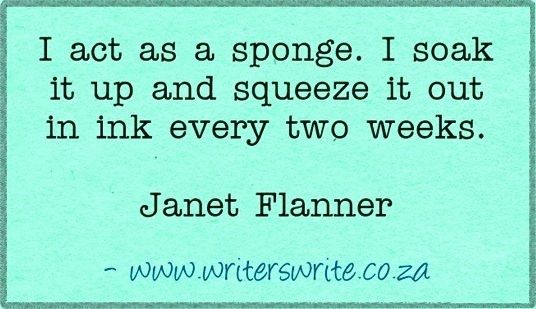 I act as a sponge. I soak
it up and squeeze it out
in ink every two weeks.
Janet Flanner
- www.writerswrite.co.za